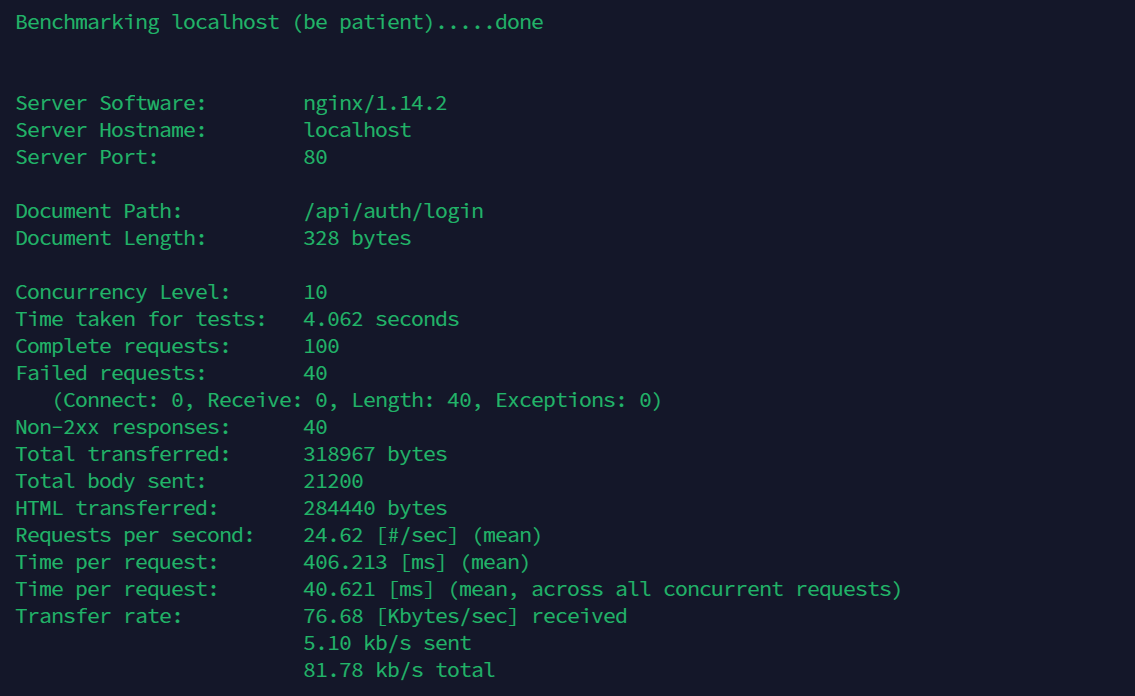 Benchmarking localhost (be patient).....done
Server Software:        nginx/1.14.2
Server Hostname:        localhost
Server Port:            80
Document Path:          /api/auth/login
Document Length:        328 bytes
Concurrency Level:      10
Time taken for tests:   4.062 seconds
Complete requests:      100
Failed requests:        40
   (Connect: 0, Receive: 0, Length: 40, Exceptions: 0)
Non-2xx responses:      40
Total transferred:      318967 bytes
Total body sent:        21200
HTML transferred:       284440 bytes
Requests per second:    24.62 [#/sec] (mean)
Time per request:       406.213 [ms] (mean)
Time per request:       40.621 [ms] (mean, across all concurrent requests)
Transfer rate:          76.68 [Kbytes/sec] received
                        5.10 kb/s sent
                        81.78 kb/s total